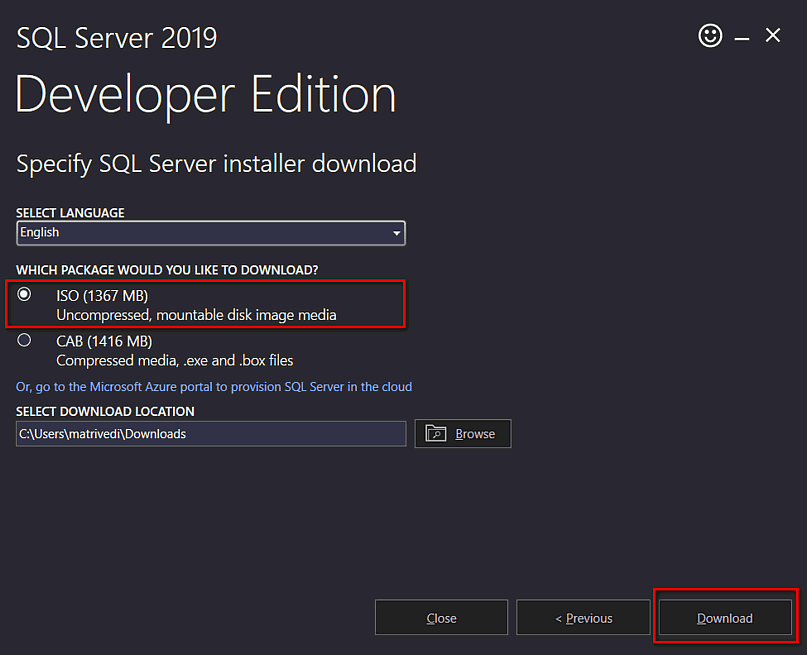 SQL Server 2019
Developer Edition
Specify SQL Server installer download
SELECT LANGUAGE
English
WHICH PACKAGE WOULD YOU LIKE TO DOWNLOAD?
ISO (1367 MB)
Uncompressed, mountable disk image media
CAB (1416 MB)
Compressed media, .exe and .box files
Or, go to the Microsoft Azure portal to provision SQL Server in the cloud
SELECT DOWNLOAD LOCATION
C:\Users\matrivedi\Downloads
Browse
Close
< Previous
Download